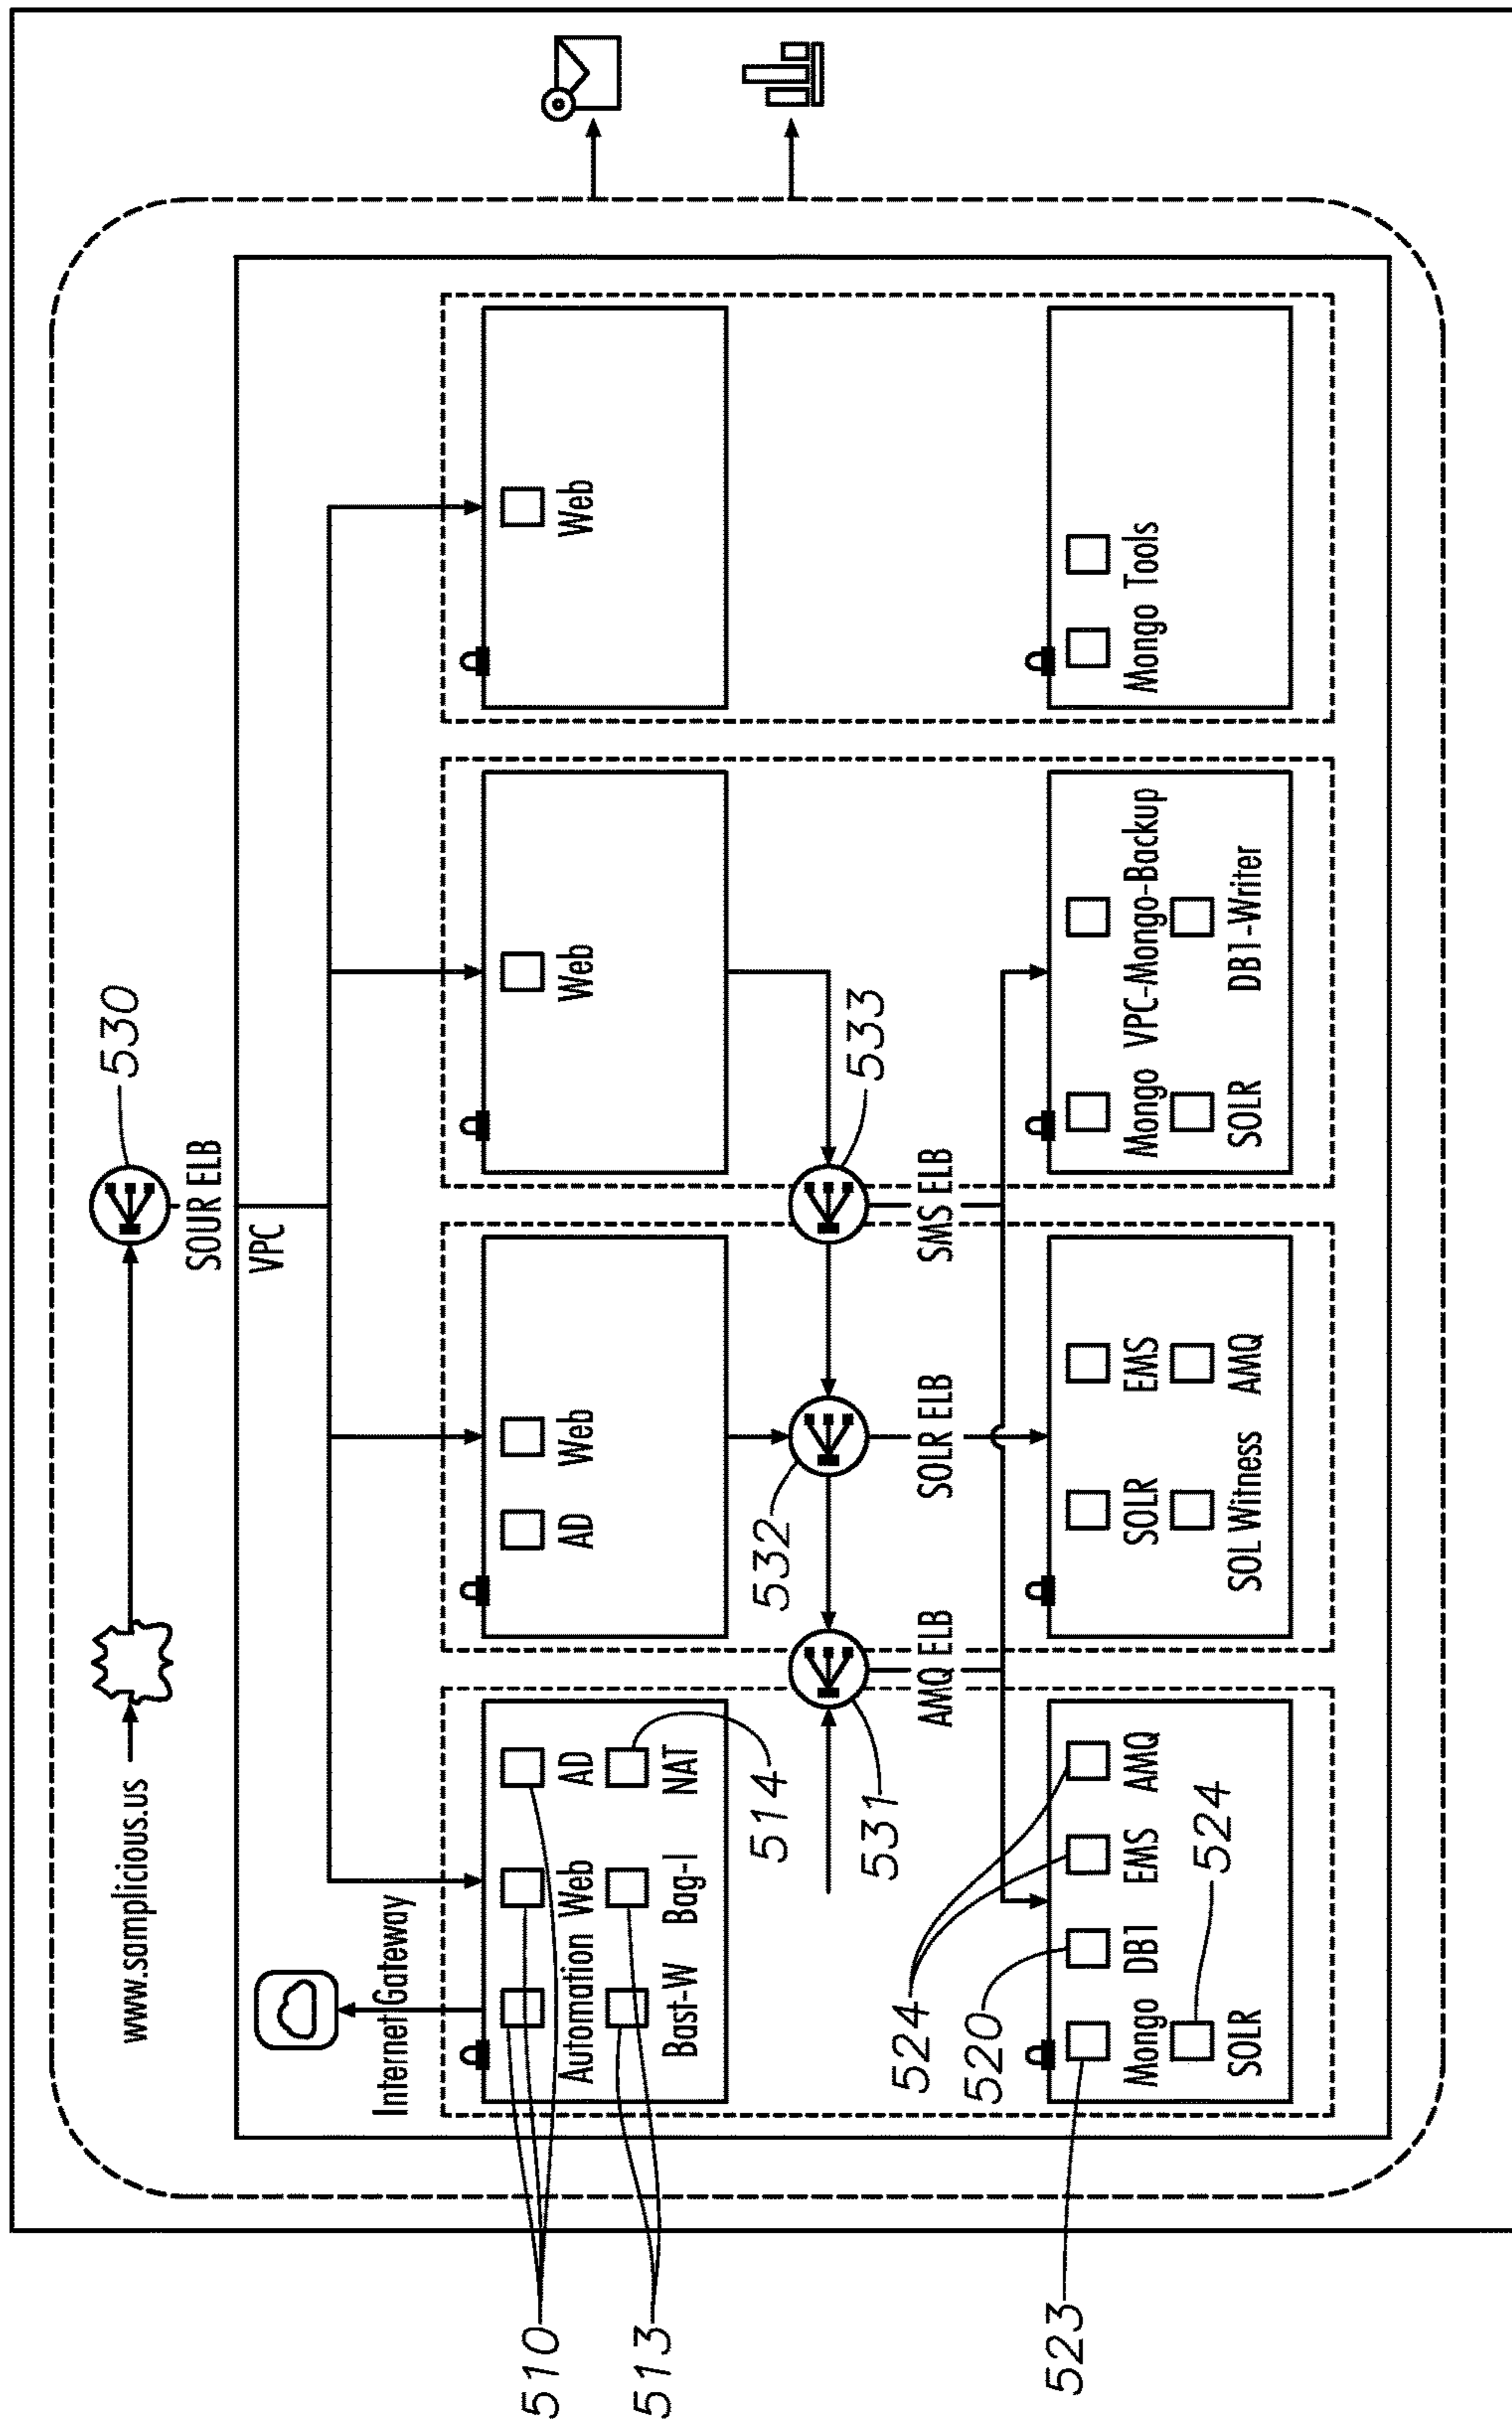 www.samplicious.us
530
SOUR ELB
VPC
Internet Gateway
Automation Web AD
Bast-W Bag-I NAT
AD Web
Web
Web
510
513
514
531
532
533
AMQ ELB
SOLR ELB
SMS ELB
524
520
Mongo DB1 EMS AMQ
SOLR
524
523
SOLR EMS
SOL Witness AMQ
Mongo VPC-Mongo-Backup
SOLR DB1-Writer
Mongo Tools